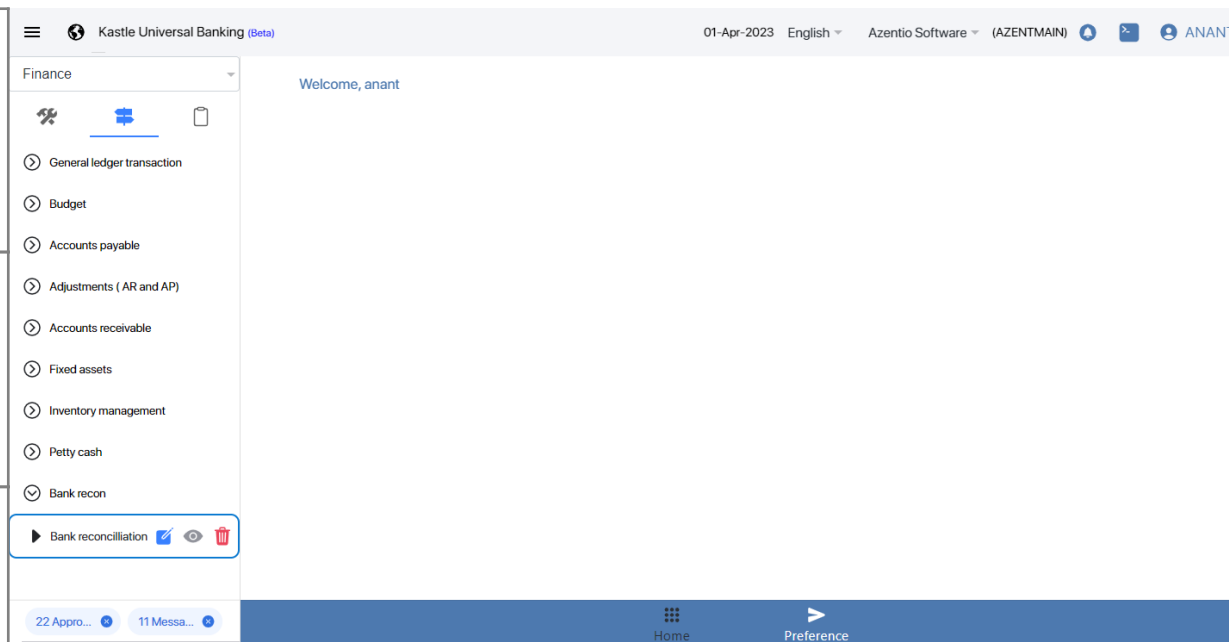 Kastle Universal Banking (Beta) 01-Apr-2023 English Azentio Software (AZENTMAIN) ANANT
Finance
Welcome, anant
General ledger transaction
Budget
Accounts payable
Adjustments ( AR and AP)
Accounts receivable
Fixed assets
Inventory management
Petty cash
Bank recon
Bank reconcilliation
22 Appro... 11 Messa...
Home Preference